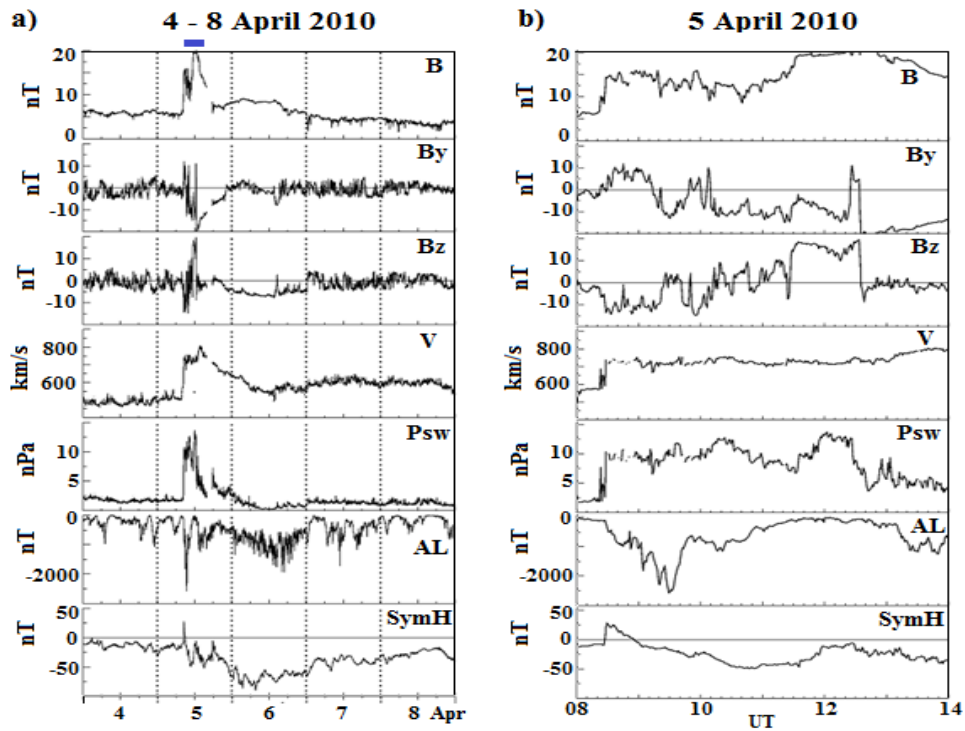 a) 4 - 8 April 2010
20
10
0
nT
B
10
0
-10
nT
By
10
0
-10
nT
Bz
800
600
km/s
V
10
5
nPa
Psw
0
-2000
nT
AL
50
0
-50
nT
SymH
4 5 6 7 8 Apr
b) 5 April 2010
20
10
0
nT
B
10
0
-10
nT
By
10
0
-10
nT
Bz
800
600
km/s
V
10
5
nPa
Psw
0
-2000
nT
AL
50
0
-50
nT
SymH
08 10 12 14
UT